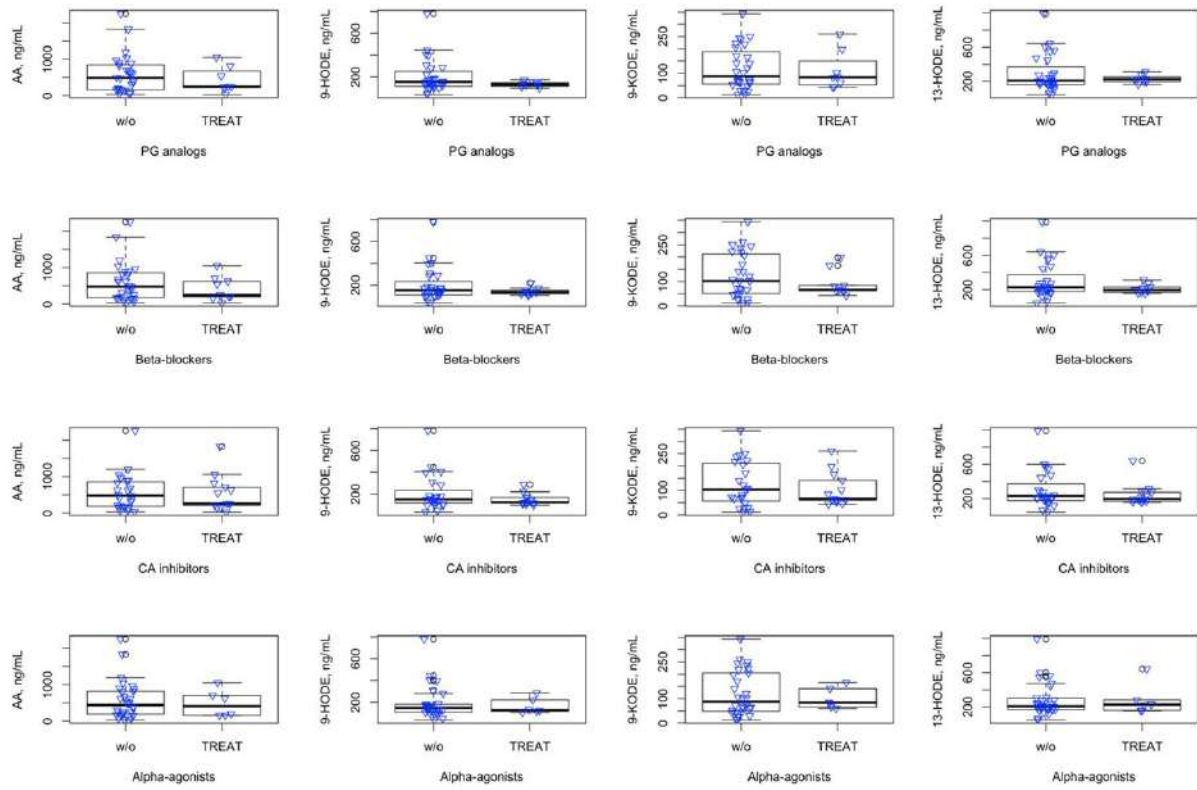 AA, ng/mL
0 1000
w/o TREAT
PG analogs
9-HODE, ng/mL
200 600
w/o TREAT
PG analogs
9-KODE, ng/mL
0 100 250
w/o TREAT
PG analogs
13-HODE, ng/mL
200 600
w/o TREAT
PG analogs
AA, ng/mL
0 1000
w/o TREAT
Beta-blockers
9-HODE, ng/mL
200 600
w/o TREAT
Beta-blockers
9-KODE, ng/mL
0 100 250
w/o TREAT
Beta-blockers
13-HODE, ng/mL
200 600
w/o TREAT
Beta-blockers
AA, ng/mL
0 1000
w/o TREAT
CA inhibitors
9-HODE, ng/mL
200 600
w/o TREAT
CA inhibitors
9-KODE, ng/mL
0 100 250
w/o TREAT
CA inhibitors
13-HODE, ng/mL
200 600
w/o TREAT
CA inhibitors
AA, ng/mL
0 1000
w/o TREAT
Alpha-agonists
9-HODE, ng/mL
200 600
w/o TREAT
Alpha-agonists
9-KODE, ng/mL
0 100 250
w/o TREAT
Alpha-agonists
13-HODE, ng/mL
200 600
w/o TREAT
Alpha-agonists